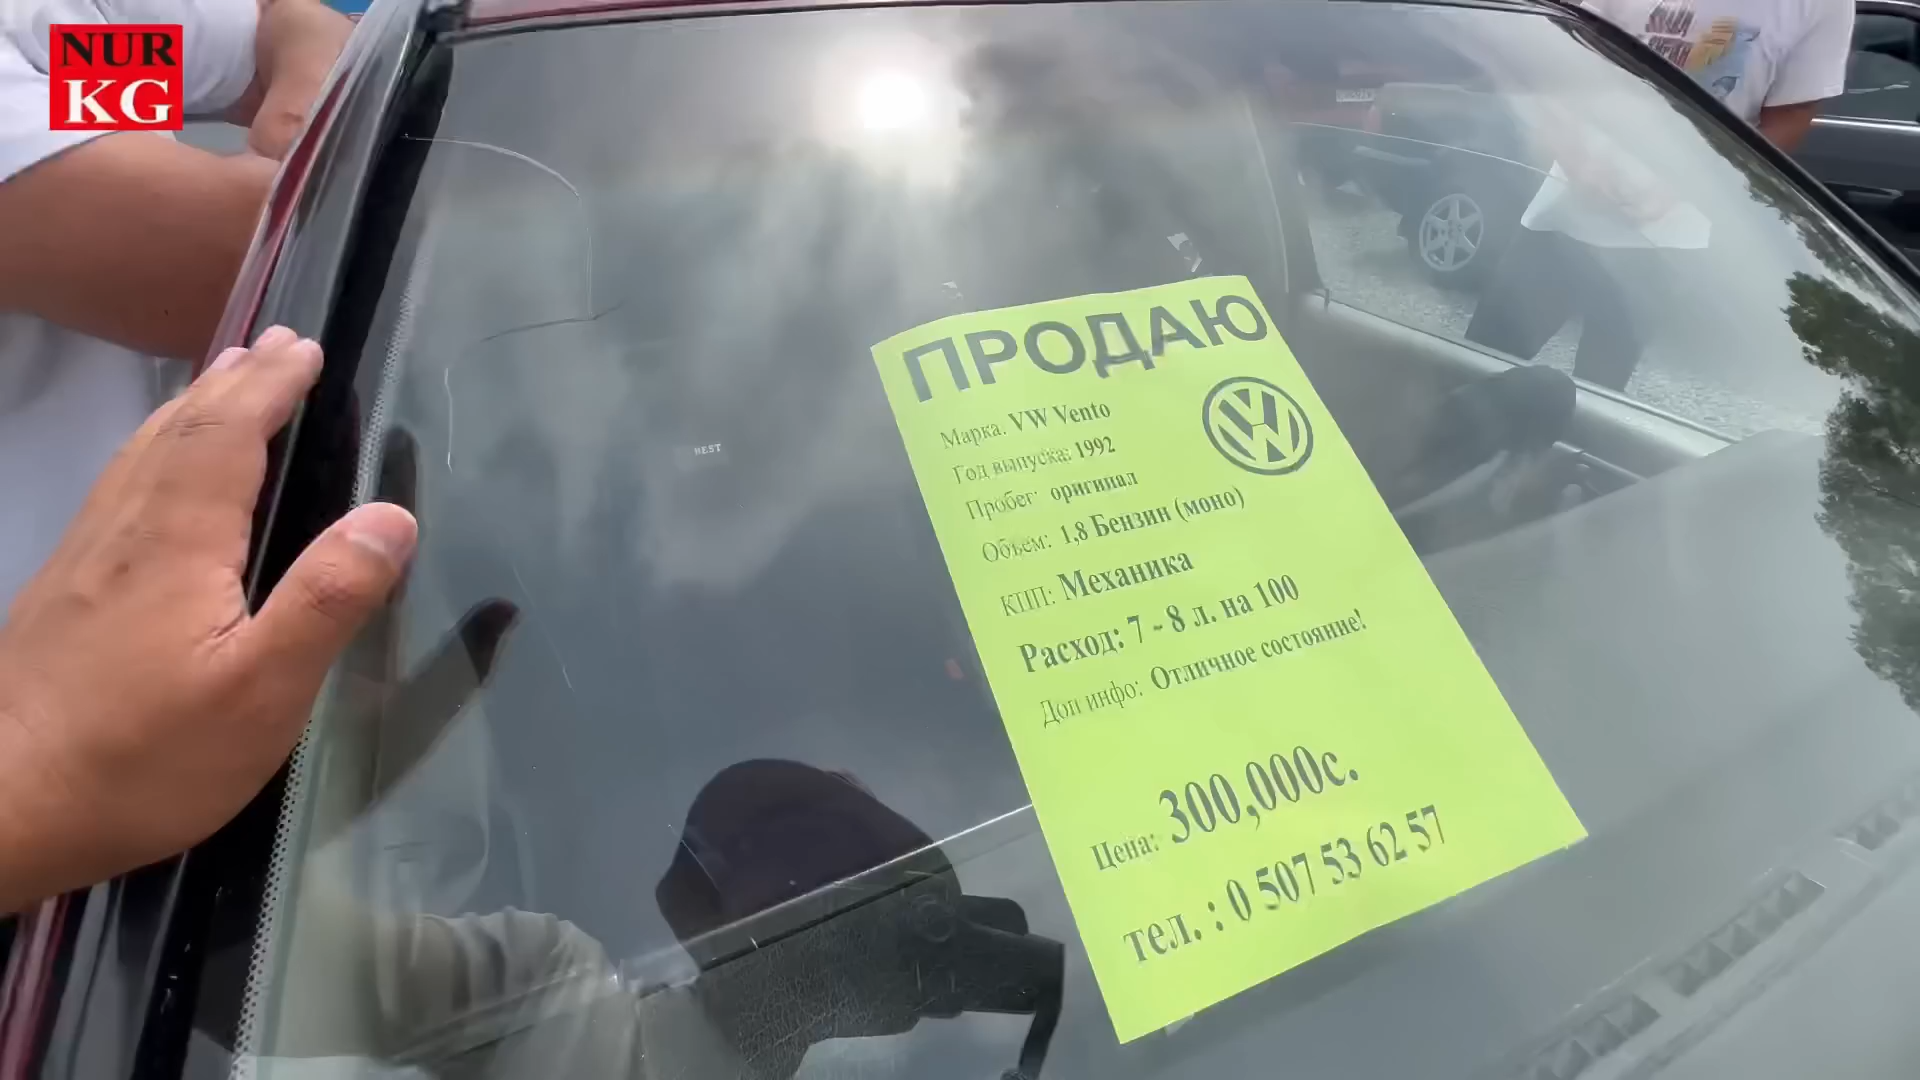 NUR
KG
ПРОДАЮ
Марка. VW Vento
Год выпуска: 1992
Пробег: оригинал
Объем: 1,8 Бензин (моно)
КПП: Механика
Расход: 7 - 8 л. на 100
Доп инфо: Отличное состояние!
Цена: 300,000с.
тел. : 0 507 53 62 57